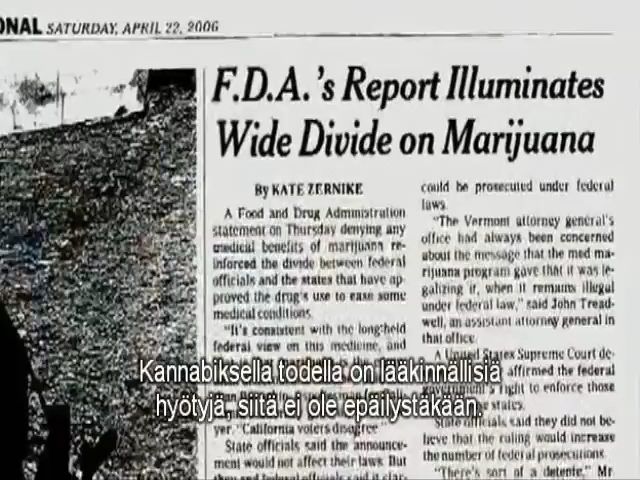 ONAL SATURDAY, APRIL 22, 2006
F.D.A.'s Report Illuminates
Wide Divide on Marijuana
By KATE ZERNIKE
A Food and Drug Administration
statement on Thursday denying any
medical benefits of marijuana re-
inforced the divide between federal
officials and the states that have ap-
proved the drug's use to ease some
medical conditions.
"It's consistent with the long-held
federal view on this medicine, and
yer. "California voters disagree."
State officials said the announce-
ment would not affect their laws. But
could be prosecuted under federal
laws.
"The Vermont attorney general's
office had always been concerned
about the message that the med ma-
rijuana program gave that it was le-
galizing it, when it remains illegal
under federal law," said John Tread-
well, an assistant attorney general in
that office.
A United States Supreme Court de-
affirmed the federal
government's right to enforce those
states.
State officials said they did not be-
lieve that the ruling would increase
the number of federal prosecutions.
"There's sort of a detente," Mr
Kannabiksella todella on lääkinnällisiä
hyötyjä, siitä ei ole epäilystäkään.